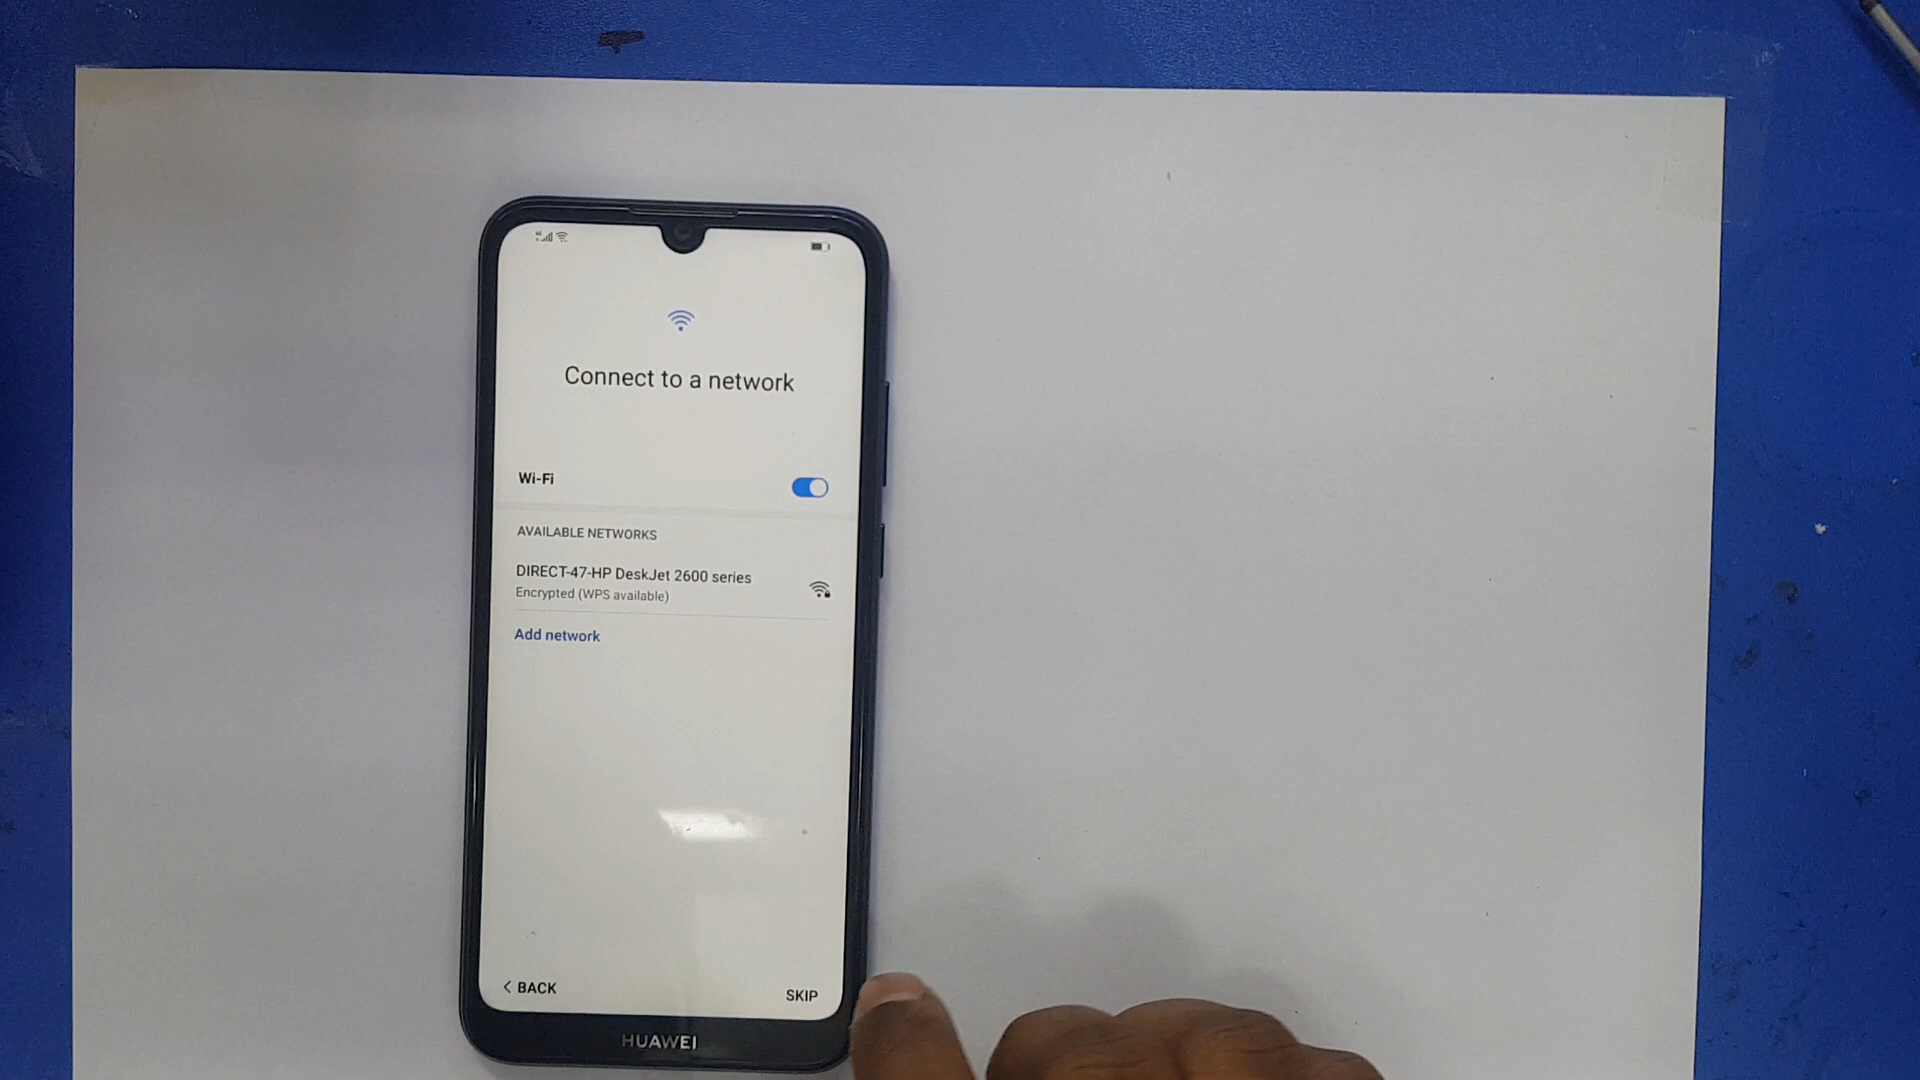 Connect to a network
Wi-Fi
AVAILABLE NETWORKS
DIRECT-47-HP DeskJet 2600 series
Encrypted (WPS available)
Add network
< BACK
SKIP
HUAWEI